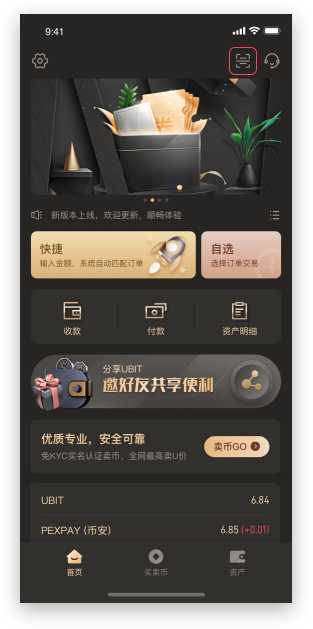 9:41
新版本上线，欢迎更新，顺畅体验
快捷
输入金额，系统自动匹配订单
自选
选择订单交易
收款
付款
资产明细
分享UBIT
邀好友共享便利
优质专业，安全可靠
免KYC实名认证卖币、全网最高卖U价
卖币GO
UBIT 6.84
PEXPAY (币安) 6.85 (+0.01)
首页
买卖币
资产